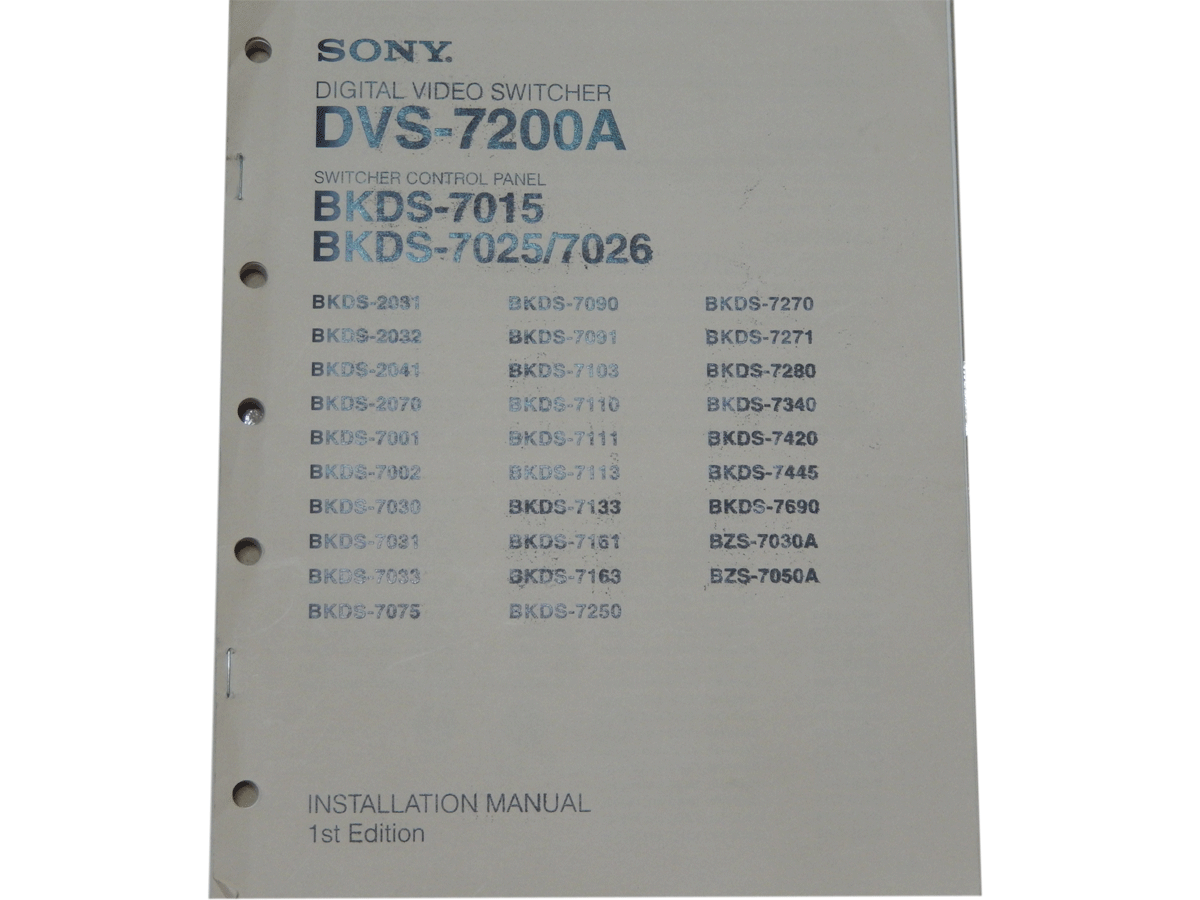 SONY.
DIGITAL VIDEO SWITCHER
DVS-7200A
SWITCHER CONTROL PANEL
BKDS-7015
BKDS-7025/7026
BKDS-2031 BKDS-7090 BKDS-7270
BKDS-2032 BKDS-7091 BKDS-7271
BKDS-2041 BKDS-7103 BKDS-7280
BKDS-2070 BKDS-7110 BKDS-7340
BKDS-7001 BKDS-7111 BKDS-7420
BKDS-7002 BKDS-7113 BKDS-7445
BKDS-7030 BKDS-7133 BKDS-7690
BKDS-7031 BKDS-7161 BZS-7030A
BKDS-7033 BKDS-7163 BZS-7050A
BKDS-7075 BKDS-7250
INSTALLATION MANUAL
1st Edition